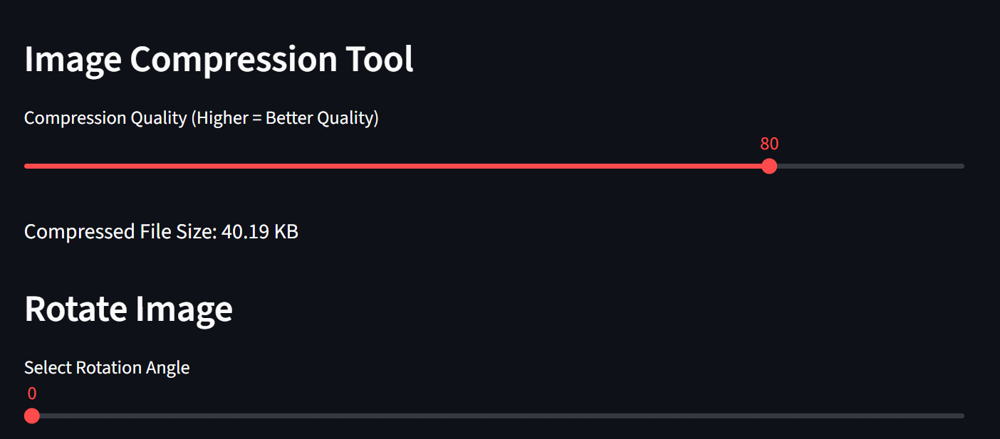 Image Compression Tool
Compression Quality (Higher = Better Quality)
80
Compressed File Size: 40.19 KB
Rotate Image
Select Rotation Angle
0